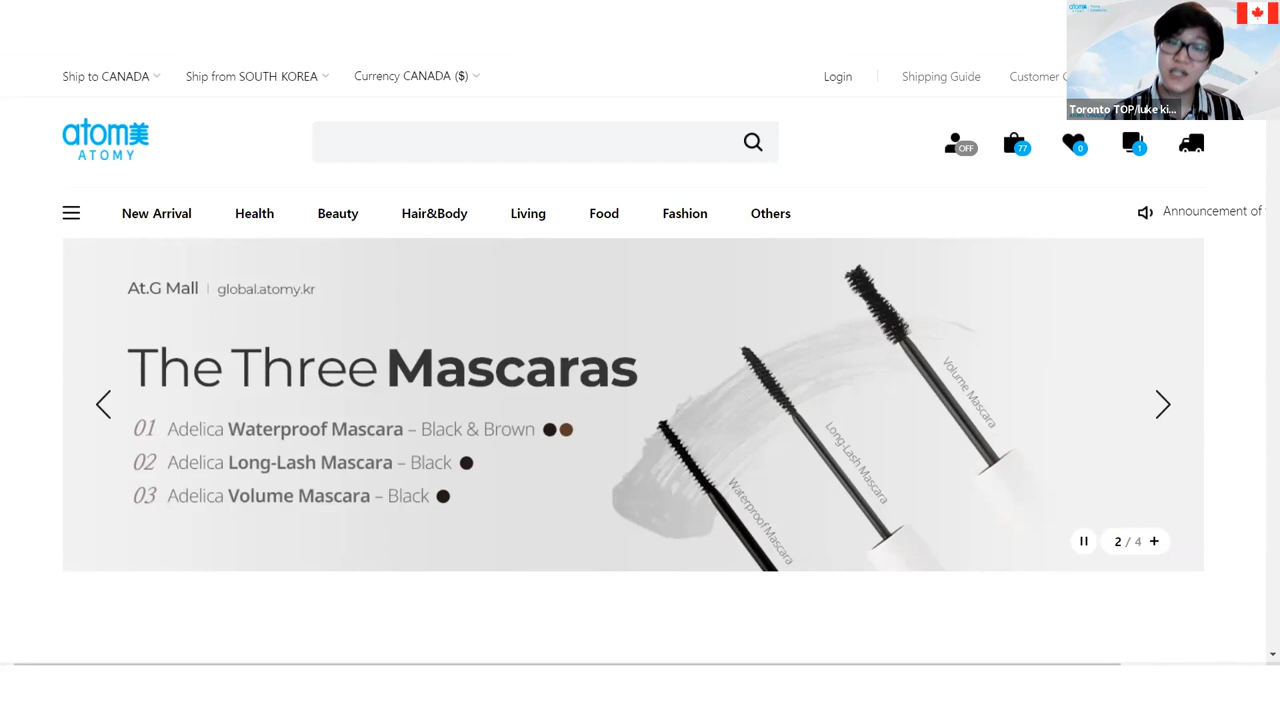 Ship to CANADA
Ship from SOUTH KOREA
Currency CANADA ($)
Login
Shipping Guide
Customer
Toronto TOP/luke ki...
atom美
ATOMY
OFF
77
0
1
New Arrival
Health
Beauty
Hair&Body
Living
Food
Fashion
Others
Announcement of
At.G Mall | global.atomy.kr
The Three Mascaras
01 Adelica Waterproof Mascara – Black & Brown
02 Adelica Long-Lash Mascara – Black
03 Adelica Volume Mascara – Black
Waterproof Mascara
Long-Lash Mascara
Volume Mascara
2 / 4 +